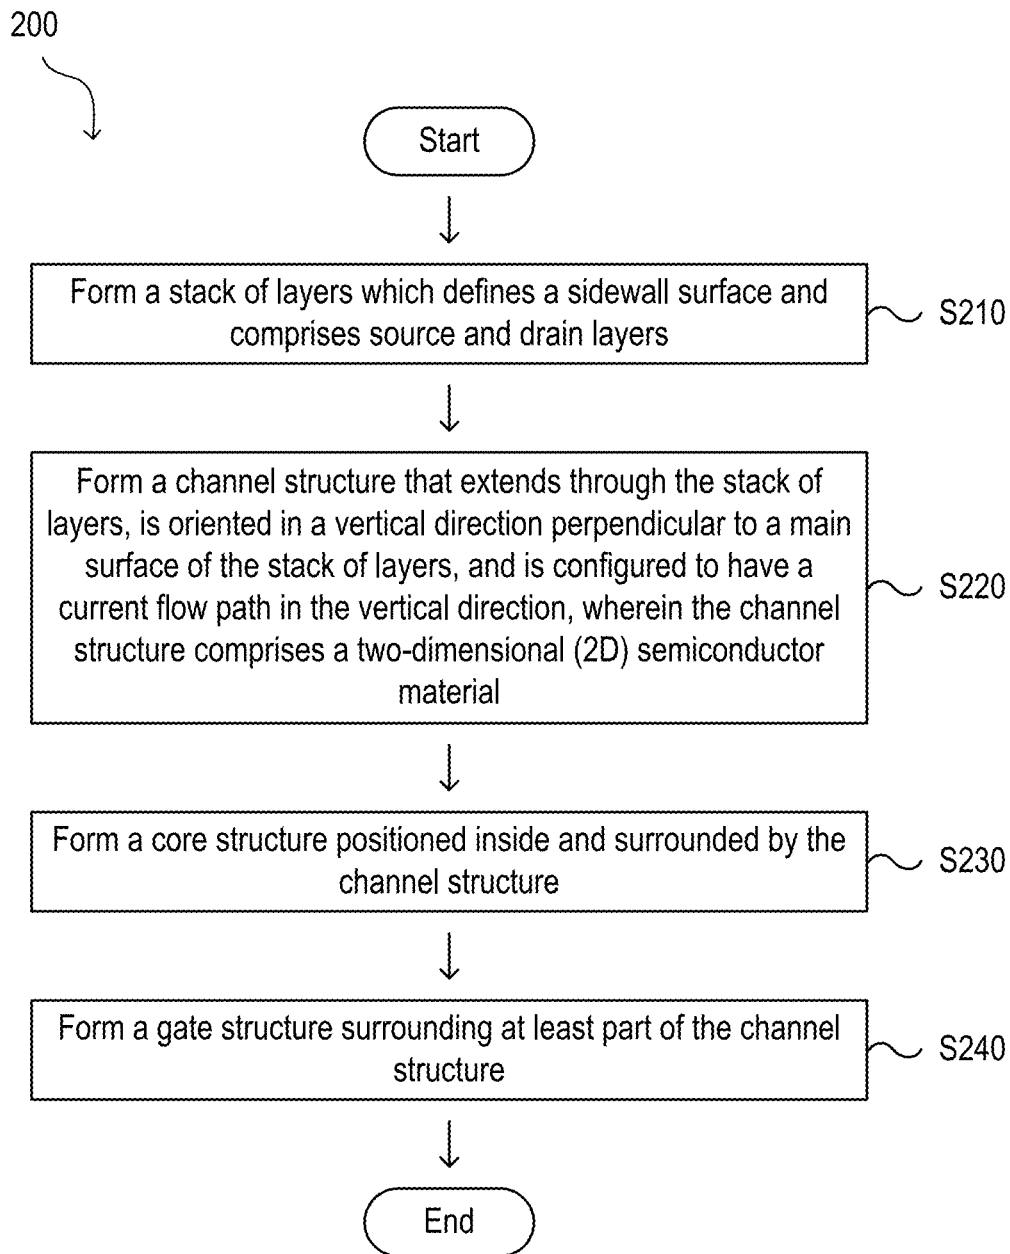 200
Start
Form a stack of layers which defines a sidewall surface and
comprises source and drain layers
S210
Form a channel structure that extends through the stack of
layers, is oriented in a vertical direction perpendicular to a main
surface of the stack of layers, and is configured to have a
current flow path in the vertical direction, wherein the channel
structure comprises a two-dimensional (2D) semiconductor
material
S220
Form a core structure positioned inside and surrounded by the
channel structure
S230
Form a gate structure surrounding at least part of the channel
structure
S240
End